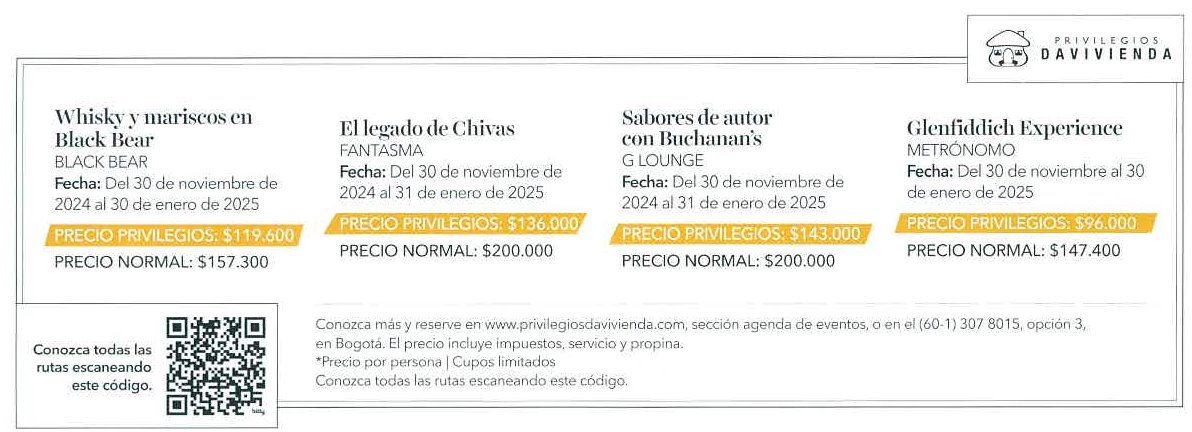 PRIVILEGIOS
DAVIVIENDA
Whisky y mariscos en
Black Bear
BLACK BEAR
Fecha: Del 30 de noviembre de
2024 al 30 de enero de 2025
PRECIO PRIVILEGIOS: $119.600
PRECIO NORMAL: $157.300
El legado de Chivas
FANTASMA
Fecha: Del 30 de noviembre de
2024 al 31 de enero de 2025
PRECIO PRIVILEGIOS: $136.000
PRECIO NORMAL: $200.000
Sabores de autor
con Buchanan's
G LOUNGE
Fecha: Del 30 de noviembre de
2024 al 31 de enero de 2025
PRECIO PRIVILEGIOS: $143.000
PRECIO NORMAL: $200.000
Glenfiddich Experience
METRÓNOMO
Fecha: Del 30 de noviembre al 30
de enero de 2025
PRECIO PRIVILEGIOS: $96.000
PRECIO NORMAL: $147.400
Conozca todas las
rutas escaneando
este código.
bitly
Conozca más y reserve en www.privilegiosdavivienda.com, sección agenda de eventos, o en el (60-1) 307 8015, opción 3,
en Bogotá. El precio incluye impuestos, servicio y propina.
*Precio por persona | Cupos limitados
Conozca todas las rutas escaneando este código.